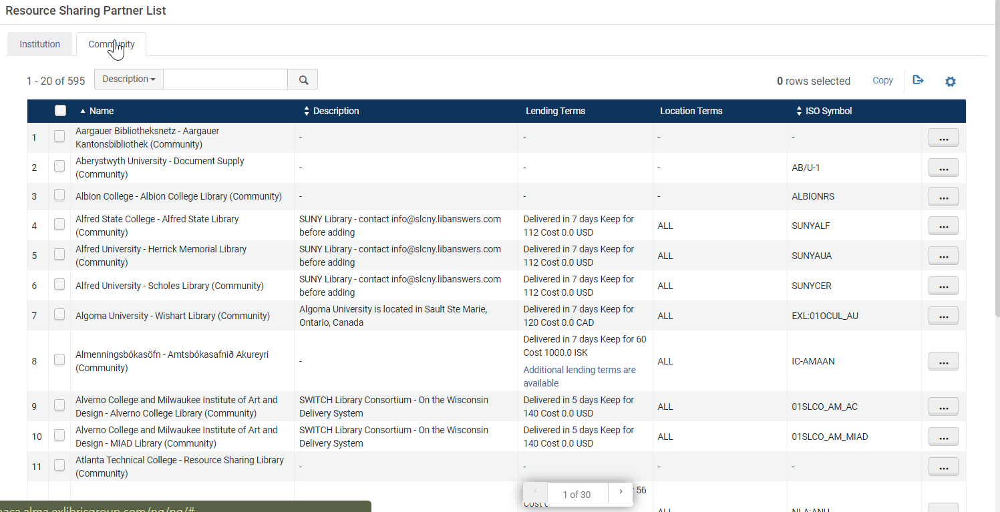 Resource Sharing Partner List
Institution
Community
1 - 20 of 595
Description
0 rows selected
Copy
Name
Description
Lending Terms
Location Terms
ISO Symbol
1
Aargauer Bibliotheksnetz - Aargauer
Kantonsbibliothek (Community)
-
-
-
-
...
2
Aberystwyth University - Document Supply
(Community)
-
-
-
AB/U-1
...
3
Albion College - Albion College Library (Community)
-
-
-
ALBIONRS
...
4
Alfred State College - Alfred State Library
(Community)
SUNY Library - contact info@slcny.libanswers.com
before adding
Delivered in 7 days Keep for
112 Cost 0.0 USD
ALL
SUNYALF
...
5
Alfred University - Herrick Memorial Library
(Community)
SUNY Library - contact info@slcny.libanswers.com
before adding
Delivered in 7 days Keep for
112 Cost 0.0 USD
ALL
SUNYAUA
...
6
Alfred University - Scholes Library (Community)
SUNY Library - contact info@slcny.libanswers.com
before adding
Delivered in 7 days Keep for
112 Cost 0.0 USD
ALL
SUNYCER
...
7
Algoma University - Wishart Library (Community)
Algoma University is located in Sault Ste Marie,
Ontario, Canada
Delivered in 7 days Keep for
120 Cost 0.0 CAD
ALL
EXL:01OCUL_AU
...
8
Almenningsbókasöfn - Amtsbókasafnið Akureyri
(Community)
-
Delivered in 7 days Keep for 60
Cost 1000.0 ISK
Additional lending terms are
available
ALL
IC-AMAAN
...
9
Alverno College and Milwaukee Institute of Art and
Design - Alverno College Library (Community)
SWITCH Library Consortium - On the Wisconsin
Delivery System
Delivered in 5 days Keep for
140 Cost 0.0 USD
ALL
01SLCO_AM_AC
...
10
Alverno College and Milwaukee Institute of Art and
Design - MIAD Library (Community)
SWITCH Library Consortium - On the Wisconsin
Delivery System
Delivered in 5 days Keep for
140 Cost 0.0 USD
ALL
01SLCO_AM_MIAD
...
11
Atlanta Technical College - Resource Sharing Library
(Community)
-
-
-
-
...
56
Cost
1 of 30
ALL
NLA:ANU
.alma.exlibrisgroup.com/ng/ng/#